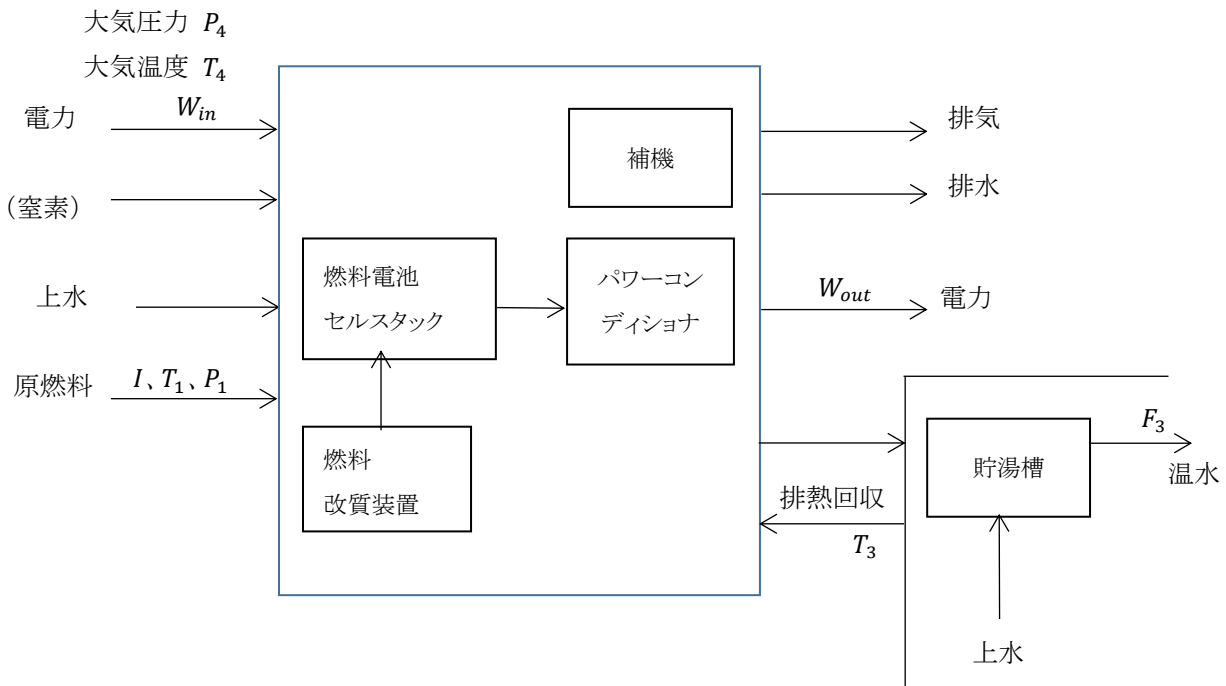 大気圧力 P₄
大気温度 T₄
電力
W_in
(窒素)
上水
原燃料
I、T₁、P₁
補機
燃料電池
セルスタック
パワーコン
ディショナ
燃料
改質装置
排気
排水
W_out
電力
排熱回収
T₃
貯湯槽
F₃
温水
上水